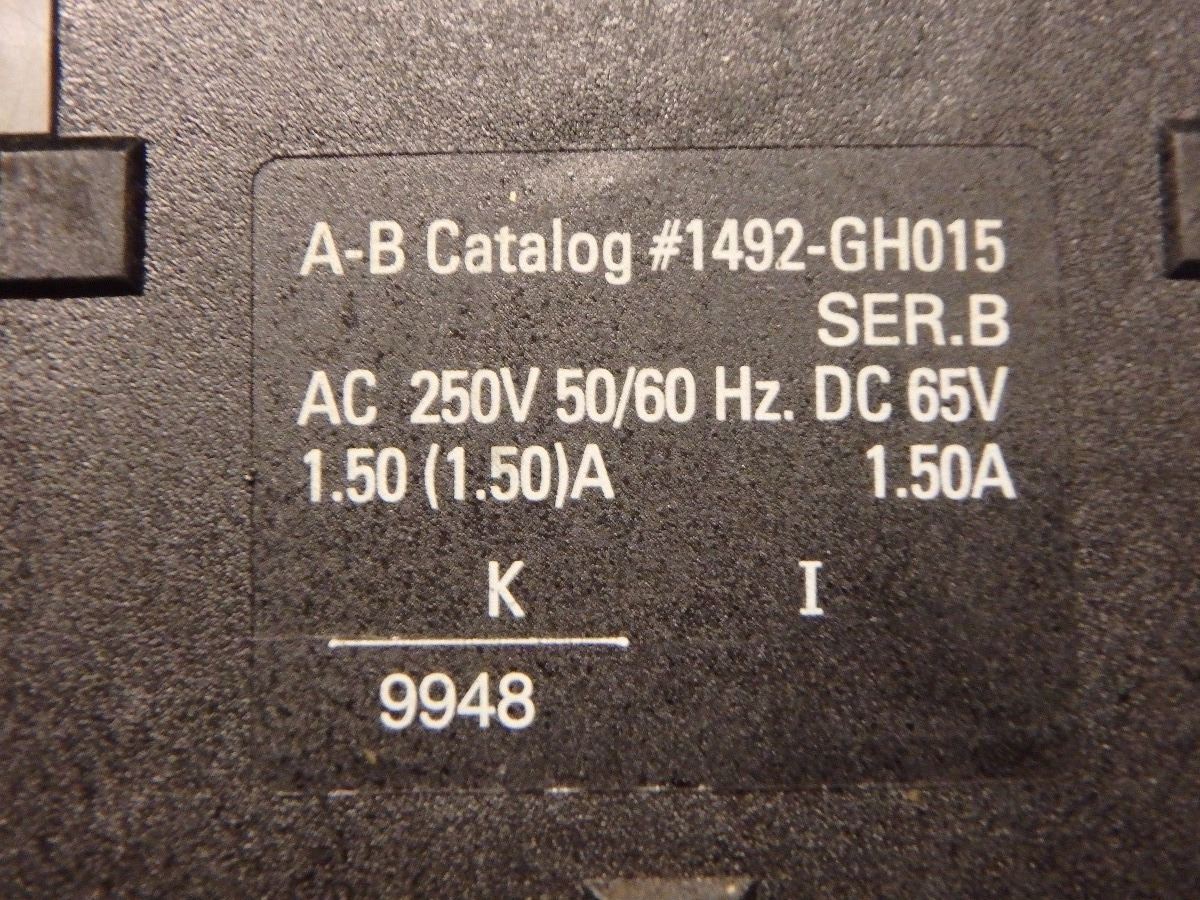 A-B Catalog #1492-GH015
SER.B
AC 250V 50/60 Hz. DC 65V
1.50 (1.50)A 1.50A
K I
9948